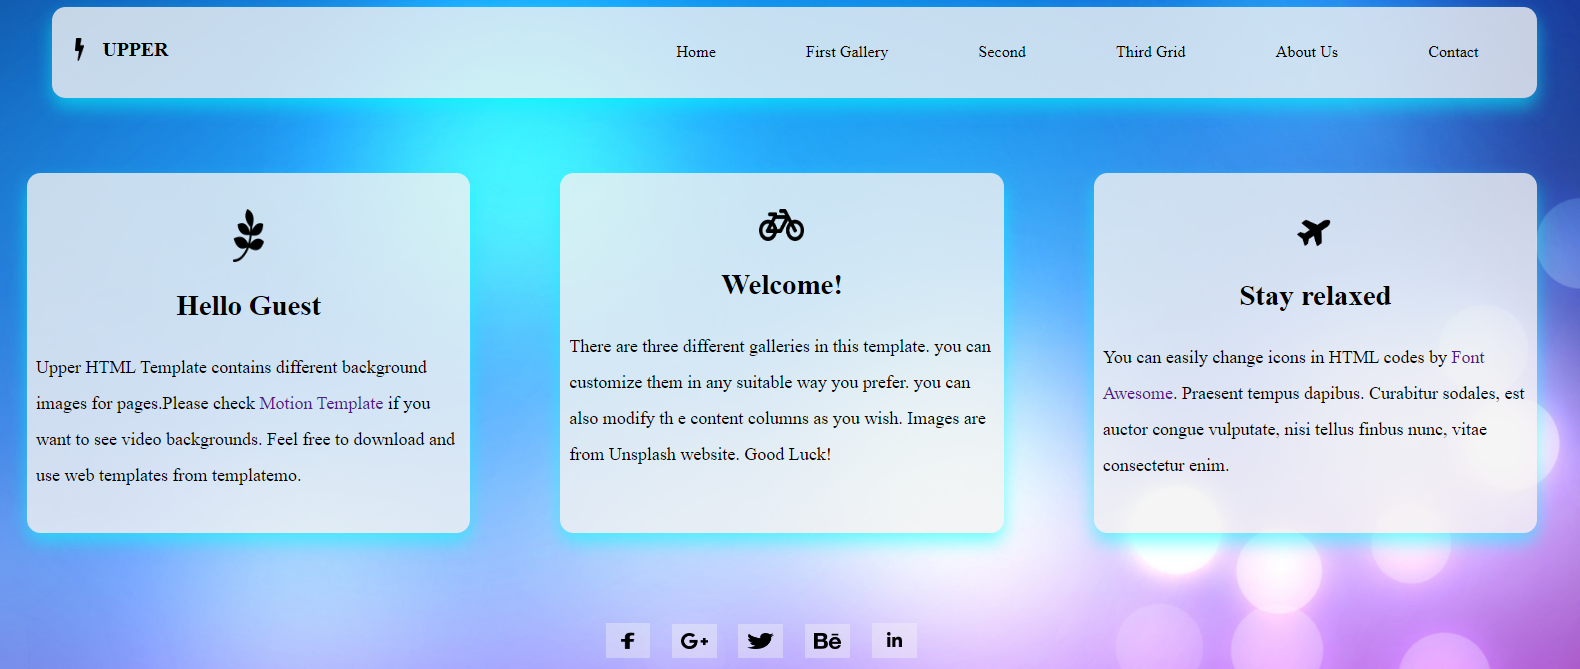 UPPER
Home
First Gallery
Second
Third Grid
About Us
Contact
Hello Guest
Upper HTML Template contains different background
images for pages.Please check Motion Template if you
want to see video backgrounds. Feel free to download and
use web templates from templatemo.
Welcome!
There are three different galleries in this template. you can
customize them in any suitable way you prefer. you can
also modify th e content columns as you wish. Images are
from Unsplash website. Good Luck!
Stay relaxed
You can easily change icons in HTML codes by Font
Awesome. Praesent tempus dapibus. Curabitur sodales, est
auctor congue vulputate, nisi tellus finbus nunc, vitae
consectetur enim.